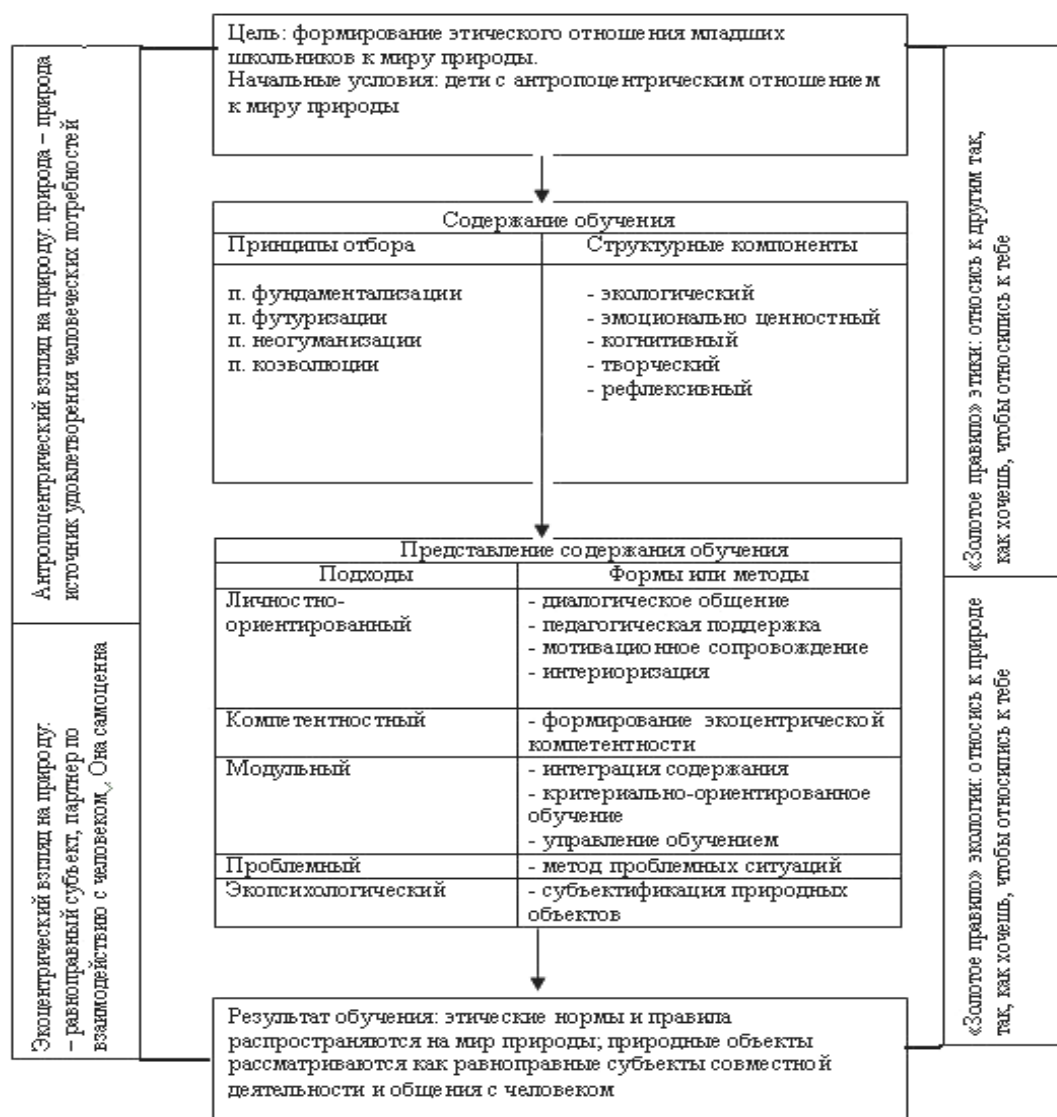 Цель: формирование этического отношения младших
школьников к миру природы.
Начальные условия: дети с антропоцентрическим отношением
к миру природы
Антропоцентрический взгляд на природу: природа – природа
источник удовлетворения человеческих потребностей
Экоцентрический взгляд на природу:
– равноправный субъект, партнер по
взаимодействию с человеком. Она самоценна
Содержание обучения
Принципы отбора
Структурные компоненты
п. фундаментализации
п. футуризации
п. неогуманизации
п. коэволюции
- экологический
- эмоционально ценностный
- когнитивный
- творческий
- рефлексивный
Представление содержания обучения
Подходы
Формы или методы
Личностно-
ориентированный
- диалогическое общение
- педагогическая поддержка
- мотивационное сопровождение
- интериоризация
Компетентностный
- формирование экоцентрической
компетентности
Модульный
- интеграция содержания
- критериально-ориентированное
обучение
- управление обучением
Проблемный
- метод проблемных ситуаций
Экопсихологический
- субъектификация природных
объектов
«Золотое правило» этики: относись к другим так,
как хочешь, чтобы относились к тебе
«Золотое правило» экологии: относись к природе
так, как хочешь, чтобы относились к тебе
Результат обучения: этические нормы и правила
распространяются на мир природы; природные объекты
рассматриваются как равноправные субъекты совместной
деятельности и общения с человеком